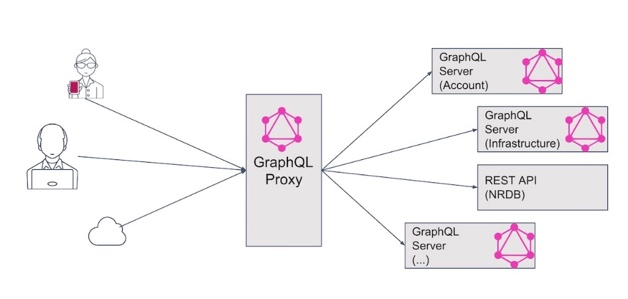 GraphQL
Server
(Account)
GraphQL
Proxy
GraphQL
Server
(Infrastructure)
REST API
(NRDB)
GraphQL
Server
(...)